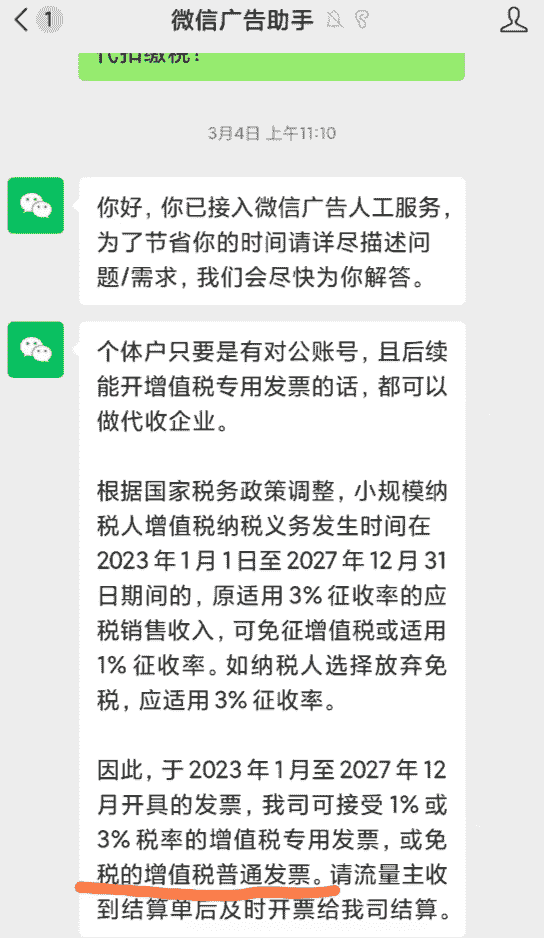 1
微信广告助手
代扣缴税！
3月4日 上午11:10
你好，你已接入微信广告人工服务，
为了节省你的时间请详尽描述问
题/需求，我们会尽快为你解答。
个体户只要是有对公账号，且后续
能开增值税专用发票的话，都可以
做代收企业。
根据国家税务政策调整，小规模纳
税人增值税纳税义务发生时间在
2023年1月1日至2027年12月31
日期间的，原适用3%征收率的应
税销售收入，可免征增值税或适用
1%征收率。如纳税人选择放弃免
税，应适用3%征收率。
因此，于2023年1月至2027年12
月开具的发票，我司可接受1%或
3%税率的增值税专用发票，或免
税的增值税普通发票。请流量主收
到结算单后及时开票给我司结算。